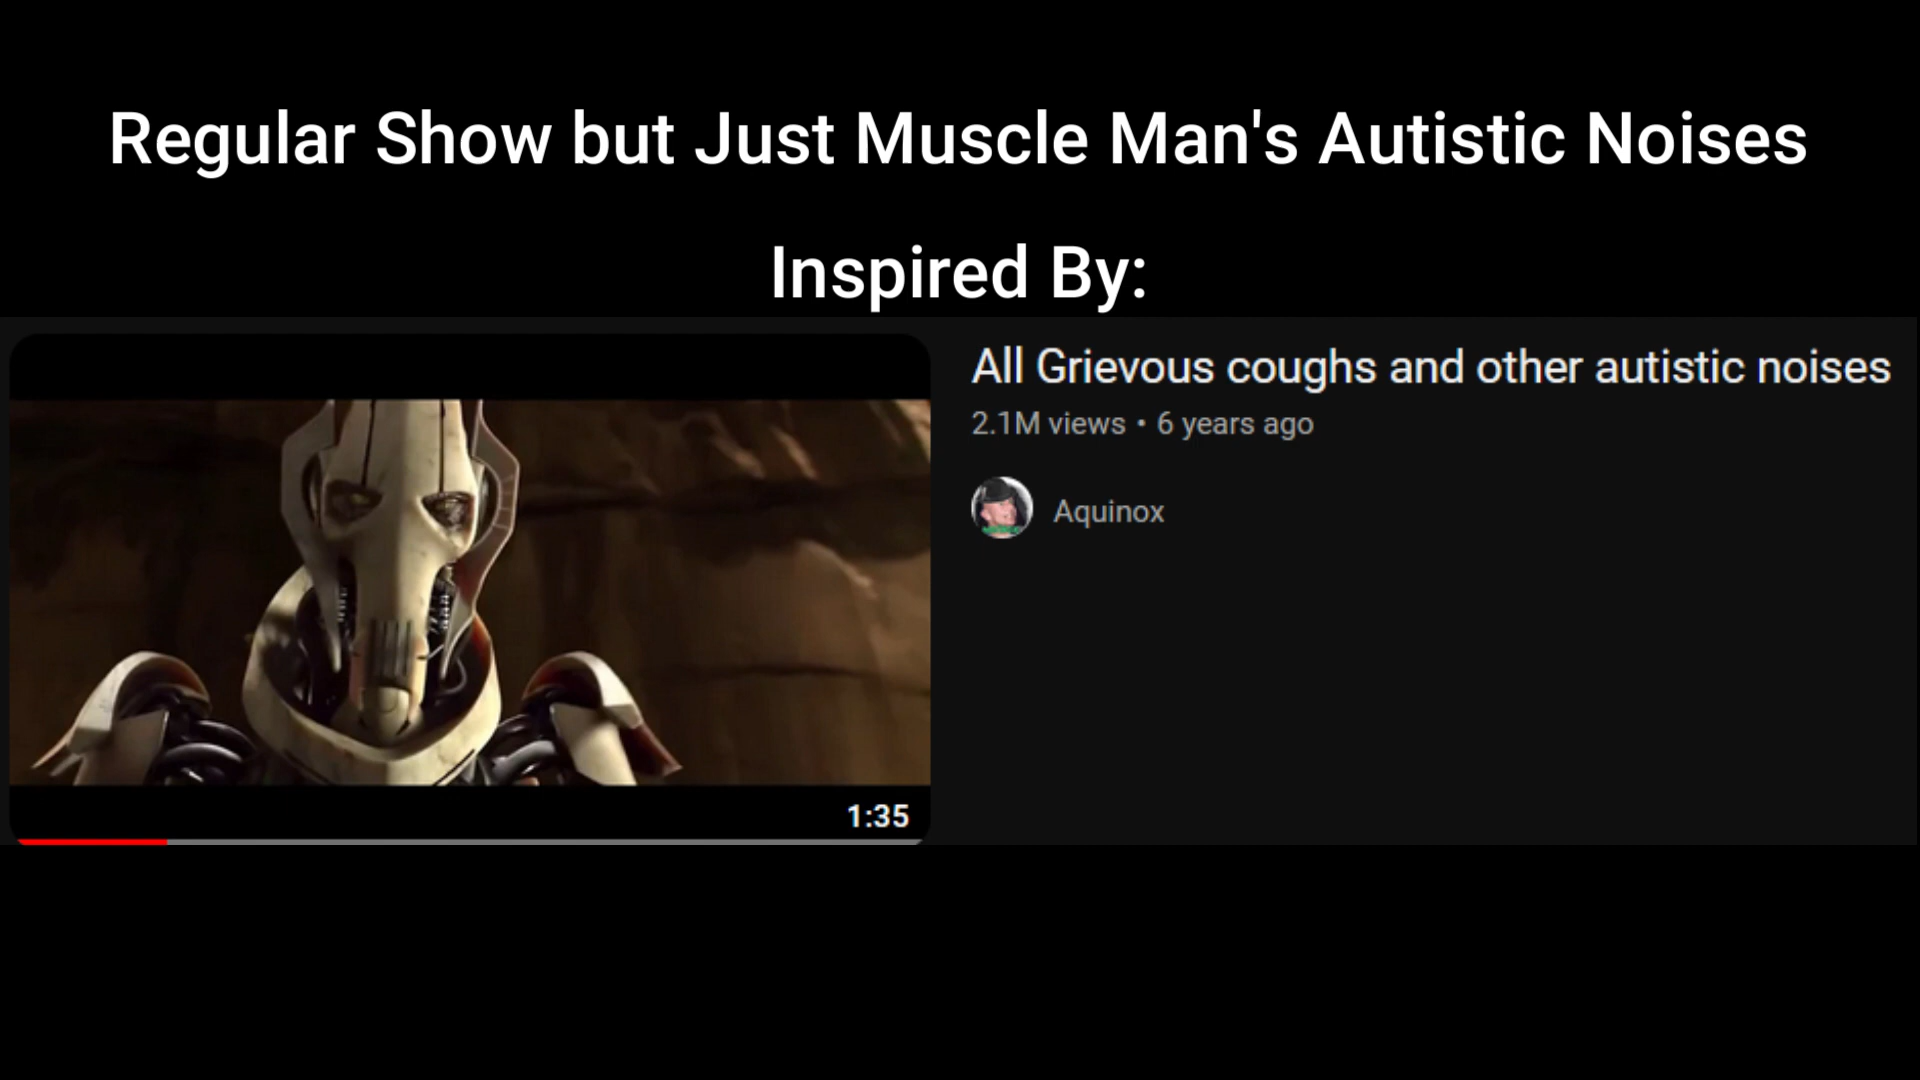 Regular Show but Just Muscle Man's Autistic Noises
Inspired By:
All Grievous coughs and other autistic noises
2.1M views • 6 years ago
Aquinox
1:35